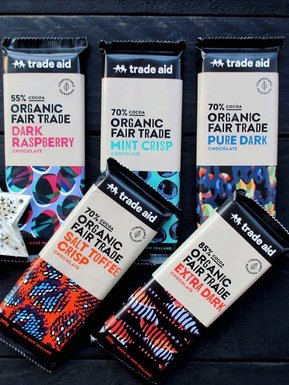 trade aid
55% COCOA
ORGANIC
FAIR TRADE
DARK
RASPBERRY
CHOCOLATE
trade aid
70% COCOA
ORGANIC
FAIR TRADE
MINT CRISP
CHOCOLATE
trade aid
70% COCOA
ORGANIC
FAIR TRADE
PURE DARK
CHOCOLATE
trade aid
70% COCOA
ORGANIC
FAIR TRADE
SALT TOFFEE
CRISP
CHOCOLATE
trade aid
85% COCOA
ORGANIC
FAIR TRADE
EXTRA DARK
CHOCOLATE